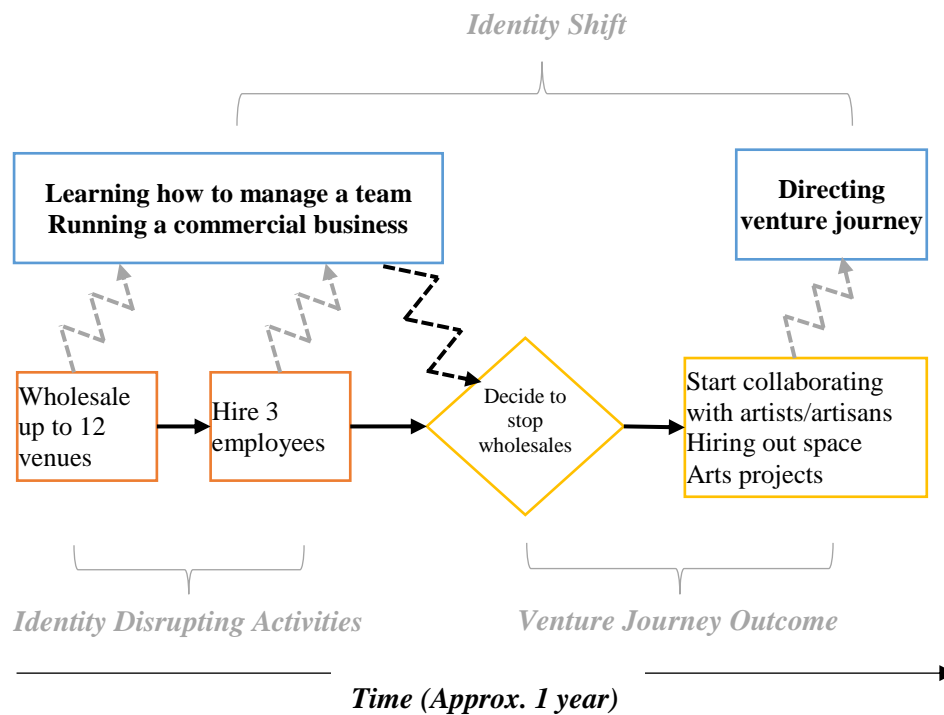 Identity Shift
Learning how to manage a team
Running a commercial business
Directing
venture journey
Wholesale
up to 12
venues
Hire 3
employees
Decide to
stop
wholesales
Start collaborating
with artists/artisans
Hiring out space
Arts projects
Identity Disrupting Activities
Venture Journey Outcome
Time (Approx. 1 year)